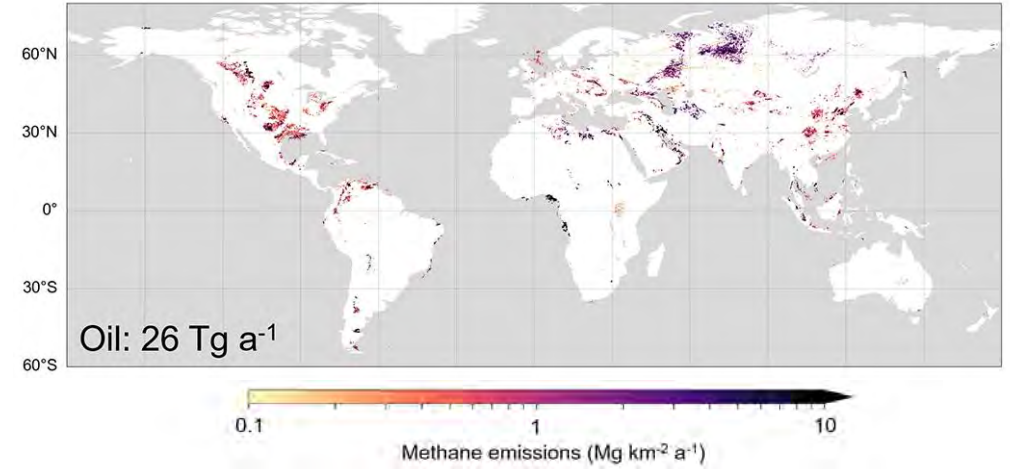 60°N
30°N
0°
30°S
60°S
Oil: 26 Tg a⁻¹
0.1 1 10
Methane emissions (Mg km⁻² a⁻¹)